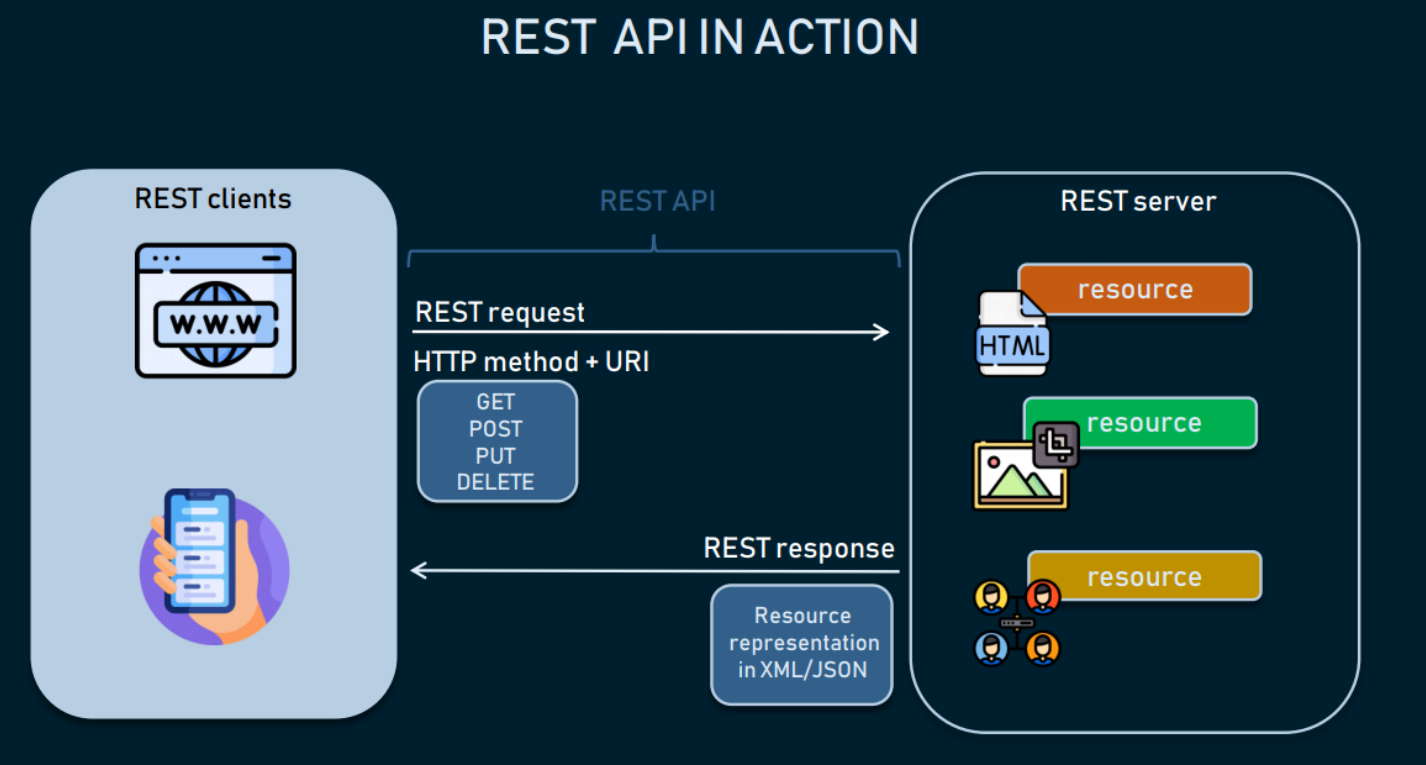 REST API IN ACTION
REST clients
W.W.W
REST API
REST request
HTTP method + URI
GET
POST
PUT
DELETE
REST response
Resource
representation
in XML/JSON
REST server
resource
HTML
resource
resource